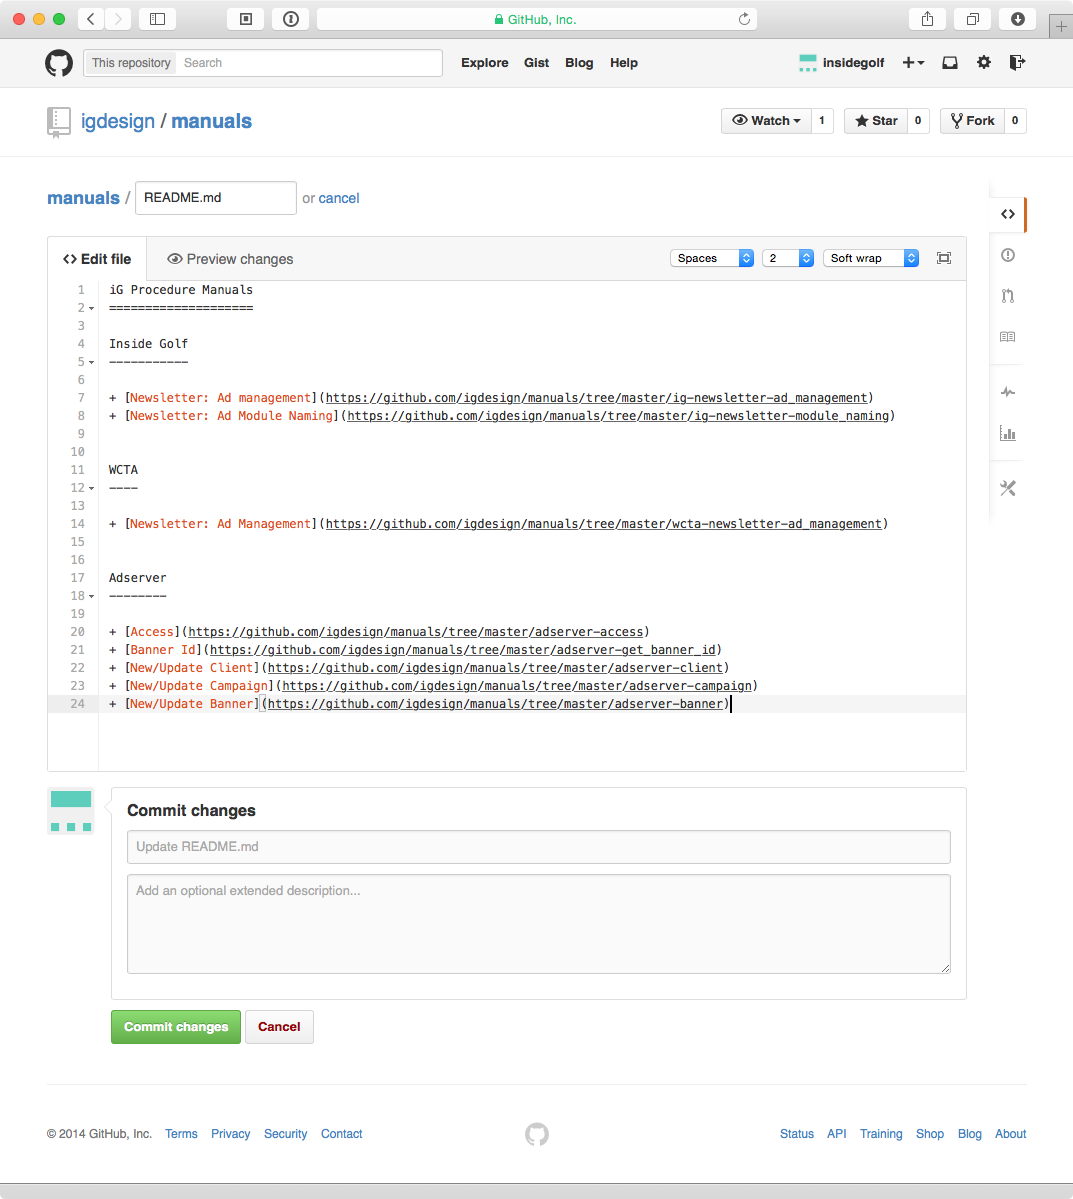 GitHub, Inc.
This repository Search Explore Gist Blog Help insidegolf
igdesign / manuals Watch 1 Star 0 Fork 0
manuals / README.md or cancel
Edit file Preview changes Spaces 2 Soft wrap
1 iG Procedure Manuals
2 ====================
3
4 Inside Golf
5 -----------
6
7 + [Newsletter: Ad management](https://github.com/igdesign/manuals/tree/master/ig-newsletter-ad_management)
8 + [Newsletter: Ad Module Naming](https://github.com/igdesign/manuals/tree/master/ig-newsletter-module_naming)
9
10
11 WCTA
12 ----
13
14 + [Newsletter: Ad Management](https://github.com/igdesign/manuals/tree/master/wcta-newsletter-ad_management)
15
16
17 Adserver
18 --------
19
20 + [Access](https://github.com/igdesign/manuals/tree/master/adserver-access)
21 + [Banner Id](https://github.com/igdesign/manuals/tree/master/adserver-get_banner_id)
22 + [New/Update Client](https://github.com/igdesign/manuals/tree/master/adserver-client)
23 + [New/Update Campaign](https://github.com/igdesign/manuals/tree/master/adserver-campaign)
24 + [New/Update Banner](https://github.com/igdesign/manuals/tree/master/adserver-banner)
Commit changes
Update README.md
Add an optional extended description...
Commit changes Cancel
© 2014 GitHub, Inc. Terms Privacy Security Contact Status API Training Shop Blog About